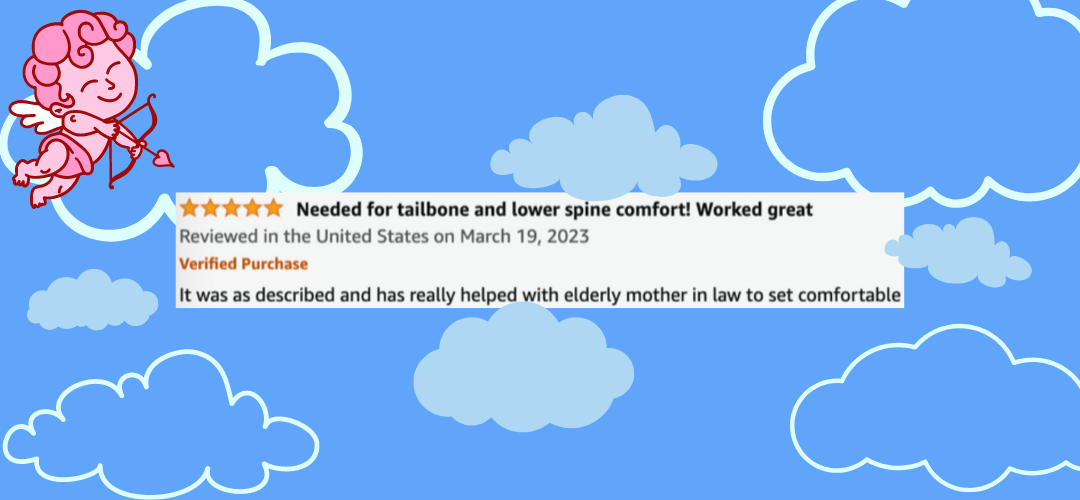 Needed for tailbone and lower spine comfort! Worked great
Reviewed in the United States on March 19, 2023
Verified Purchase
It was as described and has really helped with elderly mother in law to set comfortable